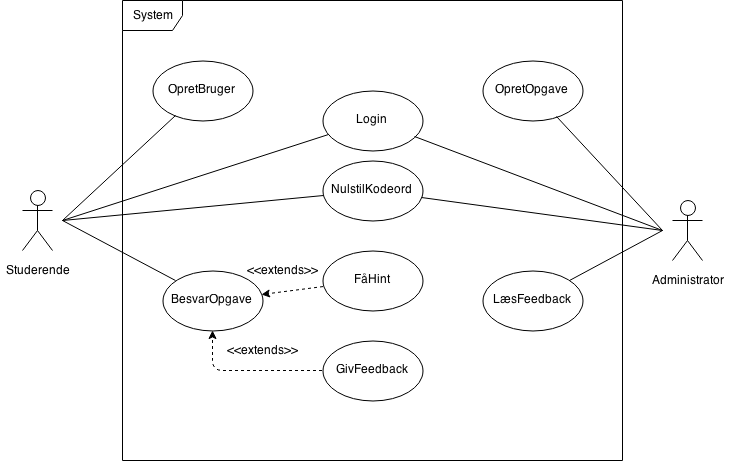 System
OpretBruger
OpretOpgave
Login
NulstilKodeord
Studerende
Administrator
<<extends>>
FåHint
BesvarOpgave
LæsFeedback
<<extends>>
GivFeedback